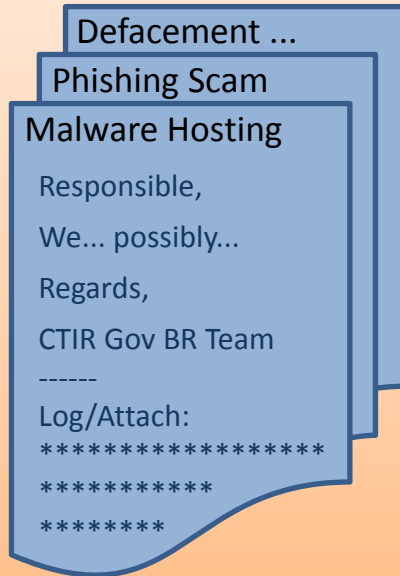 Defacement ...
Phishing Scam
Malware Hosting
Responsible,
We... possibly...
Regards,
CTIR Gov BR Team
------
Log/Attach:
******************
***********
********